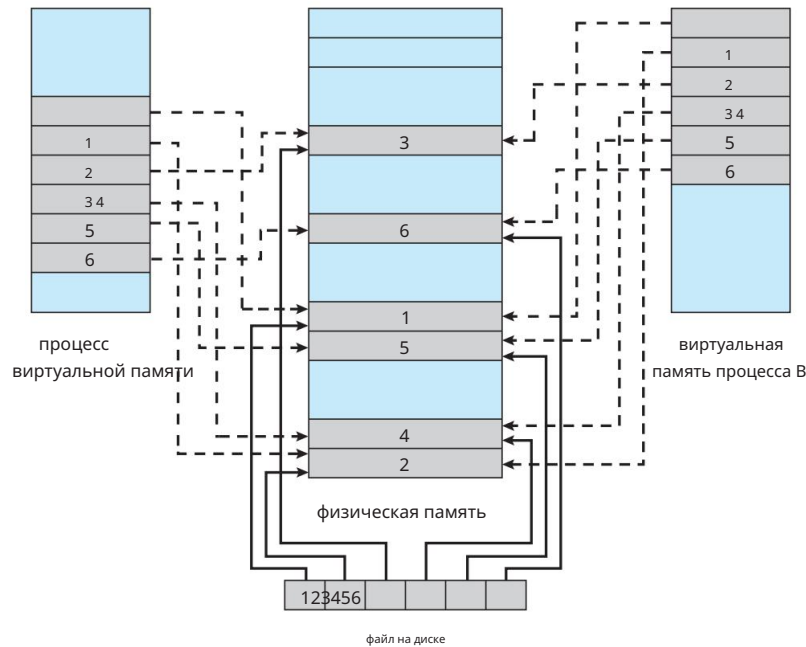 1
2
3 4
5
6
процесс
виртуальной памяти
3
6
1
5
4
2
физическая память
123456
файл на диске
1
2
3 4
5
6
виртуальная
память процесса B